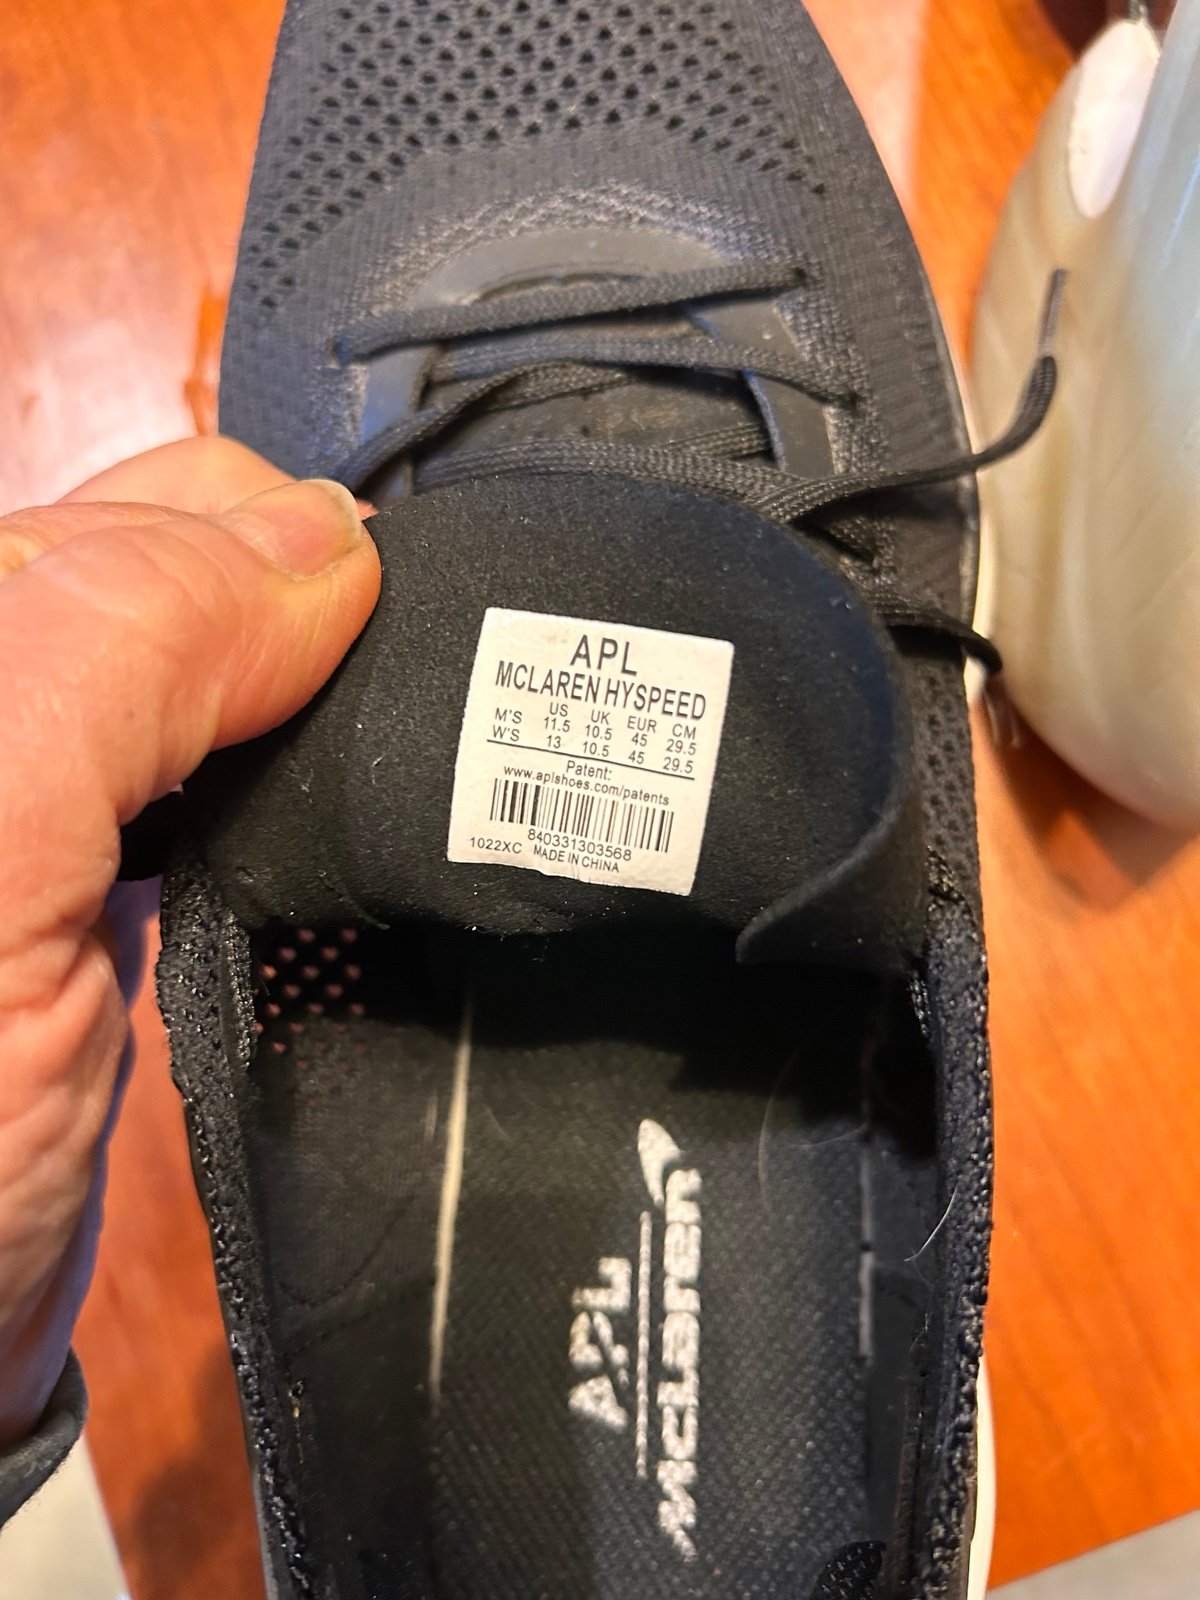 APL
MCLAREN HYSPEED
US UK EUR CM
M'S 11.5 10.5 45 29.5
W'S 13 10.5 45 29.5
Patent:
www.aplshoes.com/patents
840331303568
1022XC MADE IN CHINA
APL
McLaren